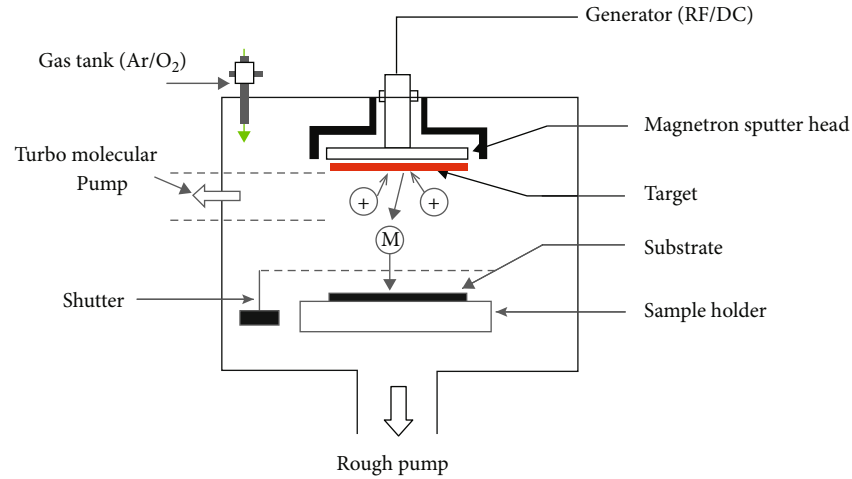 Generator (RF/DC)
Gas tank (Ar/O₂)
Magnetron sputter head
Turbo molecular
Pump
Target
+
+
M
Substrate
Shutter
Sample holder
Rough pump